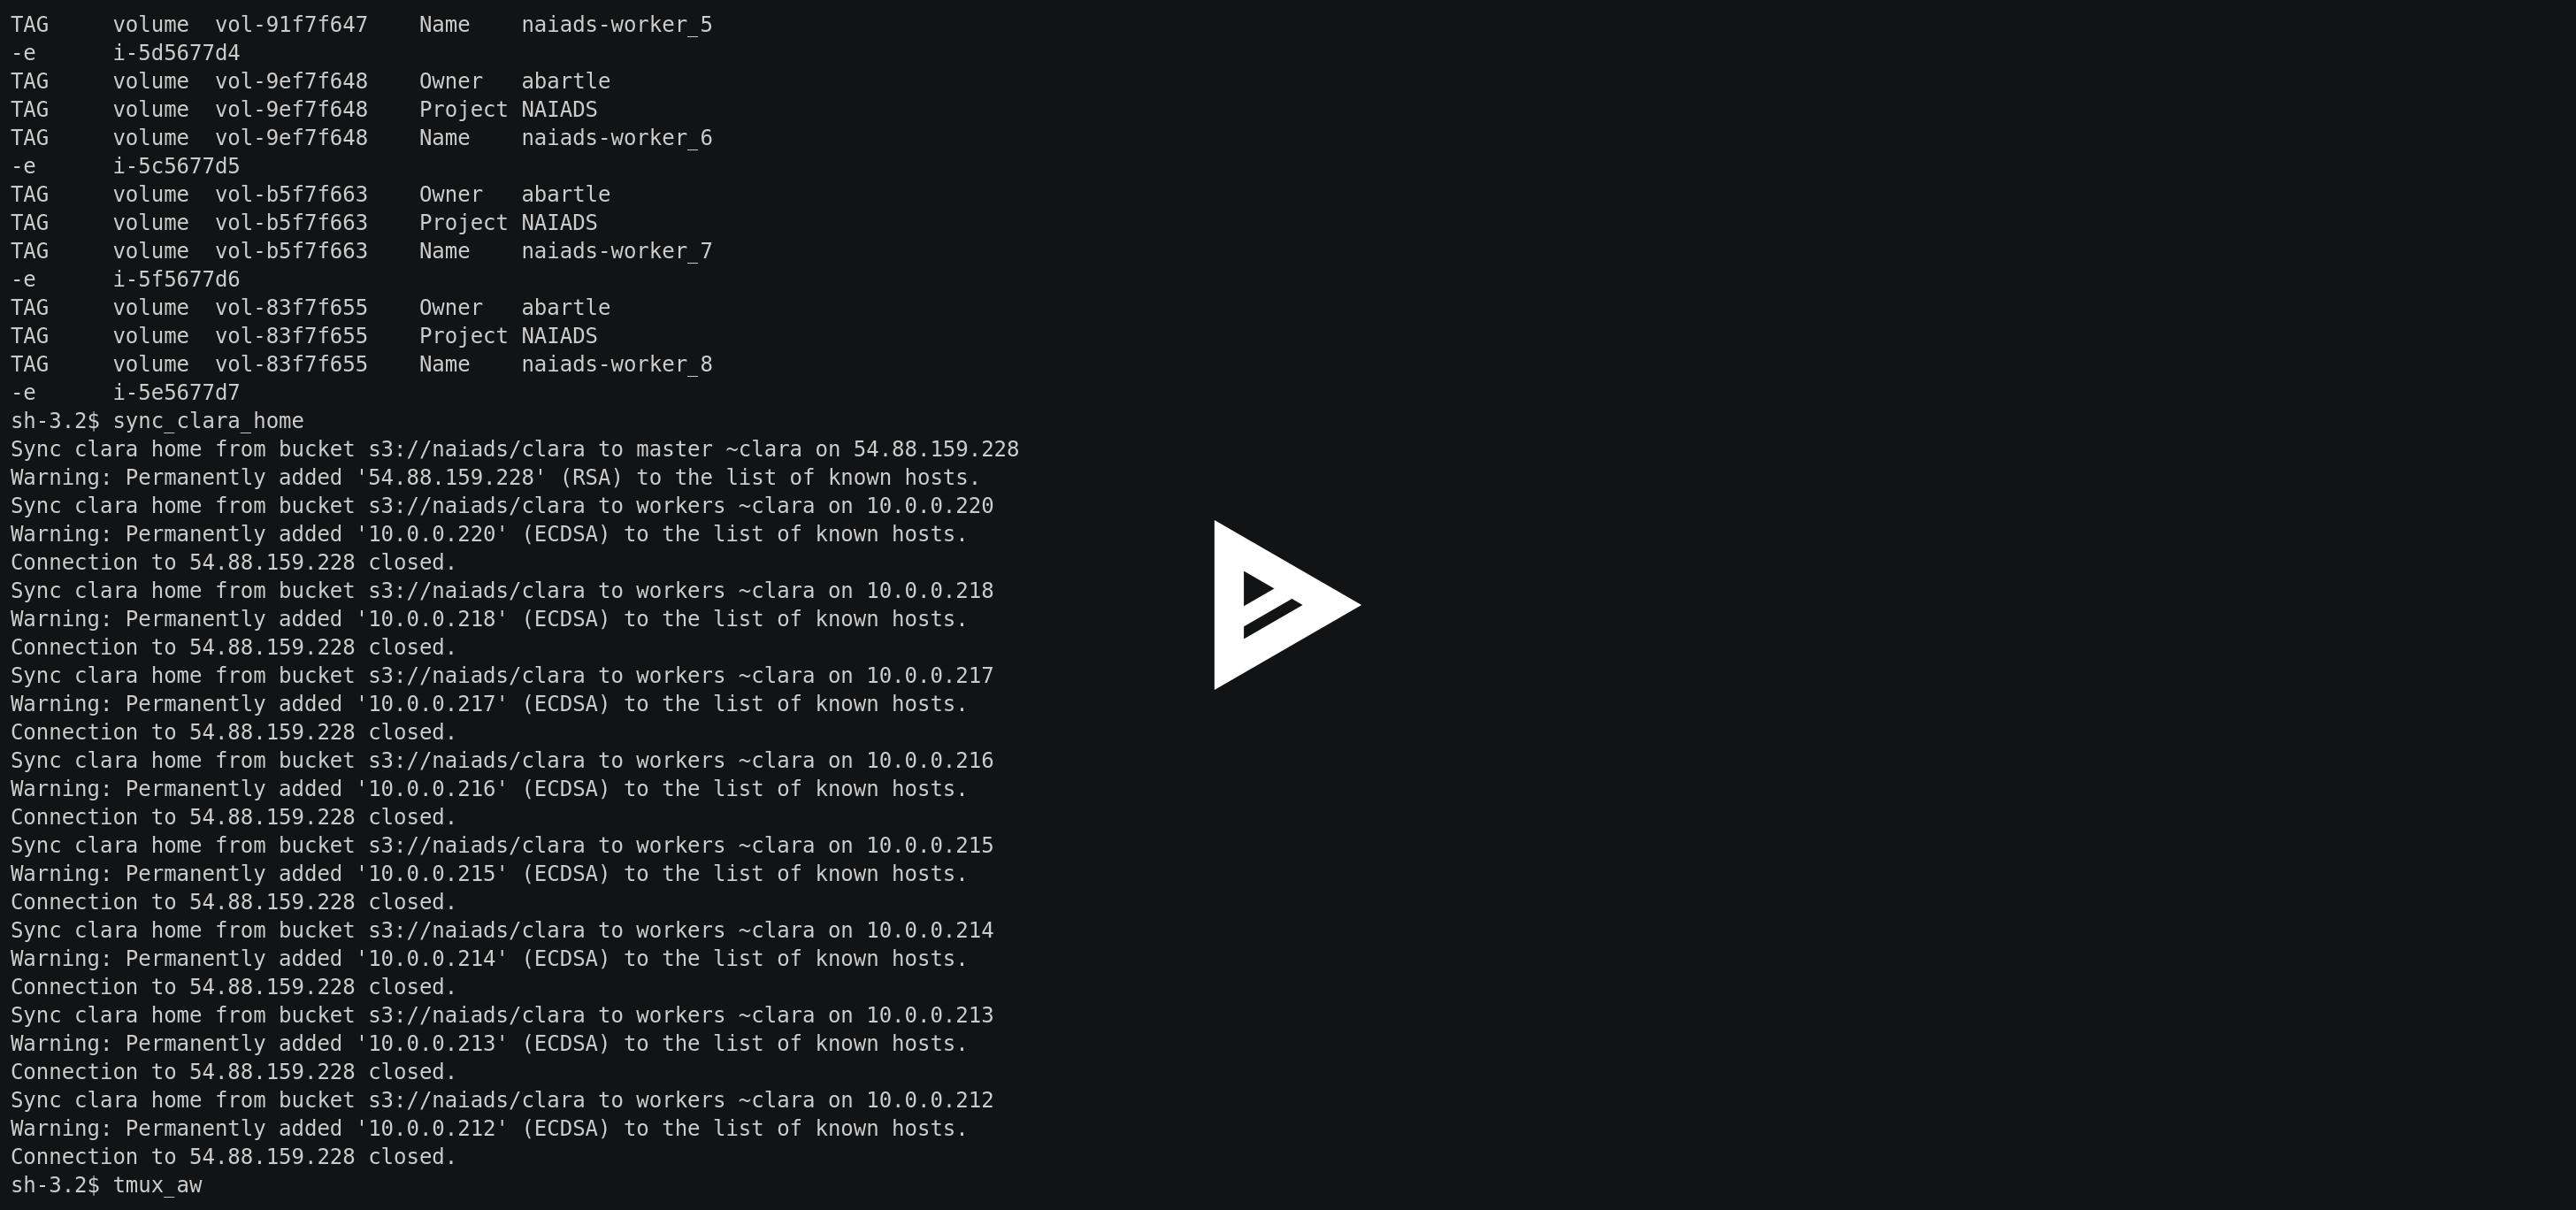 TAG     volume  vol-91f7f647    Name    naiads-worker_5
-e      i-5d5677d4
TAG     volume  vol-9ef7f648    Owner   abartle
TAG     volume  vol-9ef7f648    Project NAIADS
TAG     volume  vol-9ef7f648    Name    naiads-worker_6
-e      i-5c5677d5
TAG     volume  vol-b5f7f663    Owner   abartle
TAG     volume  vol-b5f7f663    Project NAIADS
TAG     volume  vol-b5f7f663    Name    naiads-worker_7
-e      i-5f5677d6
TAG     volume  vol-83f7f655    Owner   abartle
TAG     volume  vol-83f7f655    Project NAIADS
TAG     volume  vol-83f7f655    Name    naiads-worker_8
-e      i-5e5677d7
sh-3.2$ sync_clara_home
Sync clara home from bucket s3://naiads/clara to master ~clara on 54.88.159.228
Warning: Permanently added '54.88.159.228' (RSA) to the list of known hosts.
Sync clara home from bucket s3://naiads/clara to workers ~clara on 10.0.0.220
Warning: Permanently added '10.0.0.220' (ECDSA) to the list of known hosts.
Connection to 54.88.159.228 closed.
Sync clara home from bucket s3://naiads/clara to workers ~clara on 10.0.0.218
Warning: Permanently added '10.0.0.218' (ECDSA) to the list of known hosts.
Connection to 54.88.159.228 closed.
Sync clara home from bucket s3://naiads/clara to workers ~clara on 10.0.0.217
Warning: Permanently added '10.0.0.217' (ECDSA) to the list of known hosts.
Connection to 54.88.159.228 closed.
Sync clara home from bucket s3://naiads/clara to workers ~clara on 10.0.0.216
Warning: Permanently added '10.0.0.216' (ECDSA) to the list of known hosts.
Connection to 54.88.159.228 closed.
Sync clara home from bucket s3://naiads/clara to workers ~clara on 10.0.0.215
Warning: Permanently added '10.0.0.215' (ECDSA) to the list of known hosts.
Connection to 54.88.159.228 closed.
Sync clara home from bucket s3://naiads/clara to workers ~clara on 10.0.0.214
Warning: Permanently added '10.0.0.214' (ECDSA) to the list of known hosts.
Connection to 54.88.159.228 closed.
Sync clara home from bucket s3://naiads/clara to workers ~clara on 10.0.0.213
Warning: Permanently added '10.0.0.213' (ECDSA) to the list of known hosts.
Connection to 54.88.159.228 closed.
Sync clara home from bucket s3://naiads/clara to workers ~clara on 10.0.0.212
Warning: Permanently added '10.0.0.212' (ECDSA) to the list of known hosts.
Connection to 54.88.159.228 closed.
sh-3.2$ tmux_aw